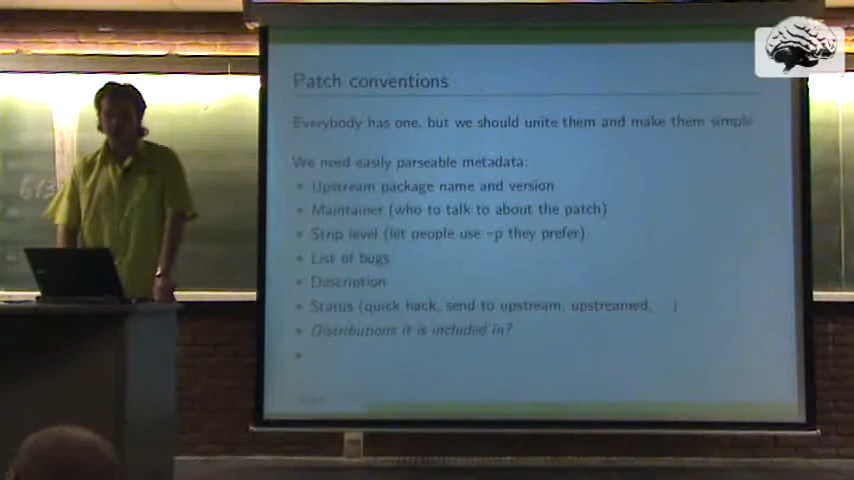 Patch conventions
Everybody has one, but we should unite them and make them simple
We need easily parseable metadata:
• Upstream package name and version
• Maintainer (who to talk to about the patch)
• Strip level (let people use -p they prefer)
• List of bugs
• Description
• Status (quick hack, send to upstream, upstreamed, )
• Distributions it is included in?
•
613